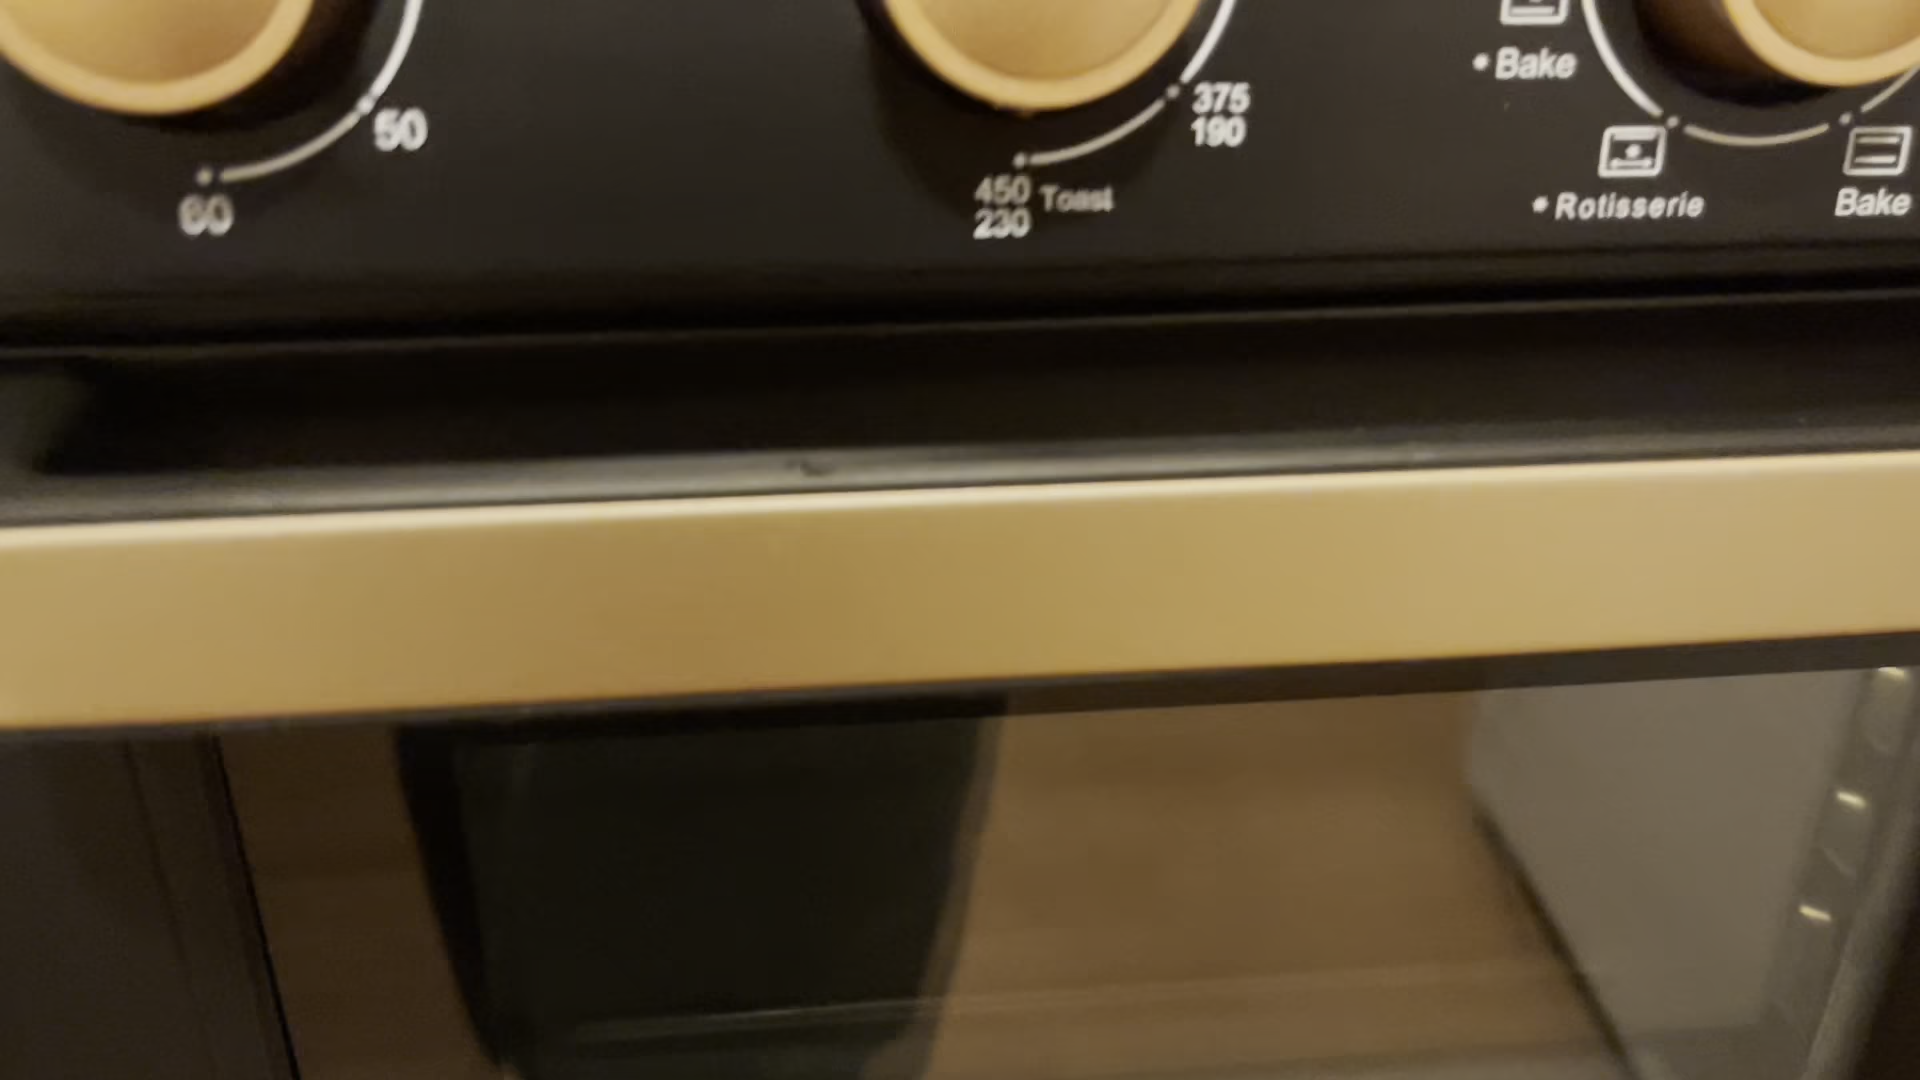 50
60
375
190
450 Toast
230
• Bake
• Rotisserie
Bake